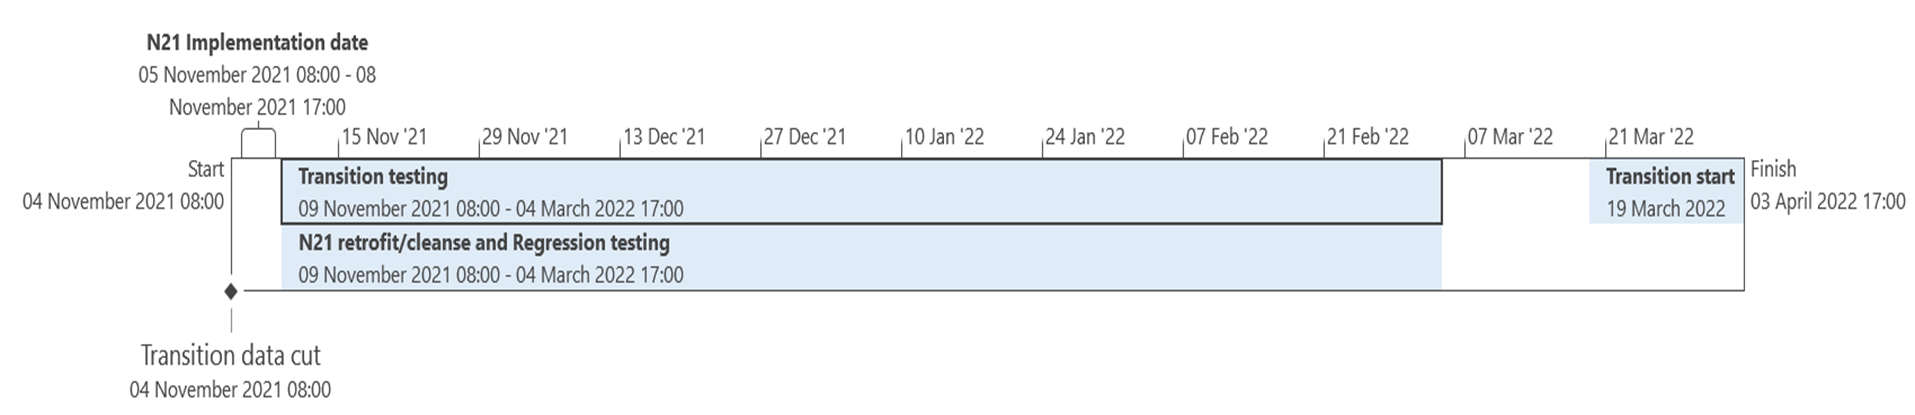 N21 Implementation date
05 November 2021 08:00 - 08
November 2021 17:00
15 Nov '21
29 Nov '21
13 Dec '21
27 Dec '21
10 Jan '22
24 Jan '22
07 Feb '22
21 Feb '22
07 Mar '22
21 Mar '22
Start
04 November 2021 08:00
Transition testing
09 November 2021 08:00 - 04 March 2022 17:00
N21 retrofit/cleanse and Regression testing
09 November 2021 08:00 - 04 March 2022 17:00
Transition start
19 March 2022
Finish
03 April 2022 17:00
Transition data cut
04 November 2021 08:00